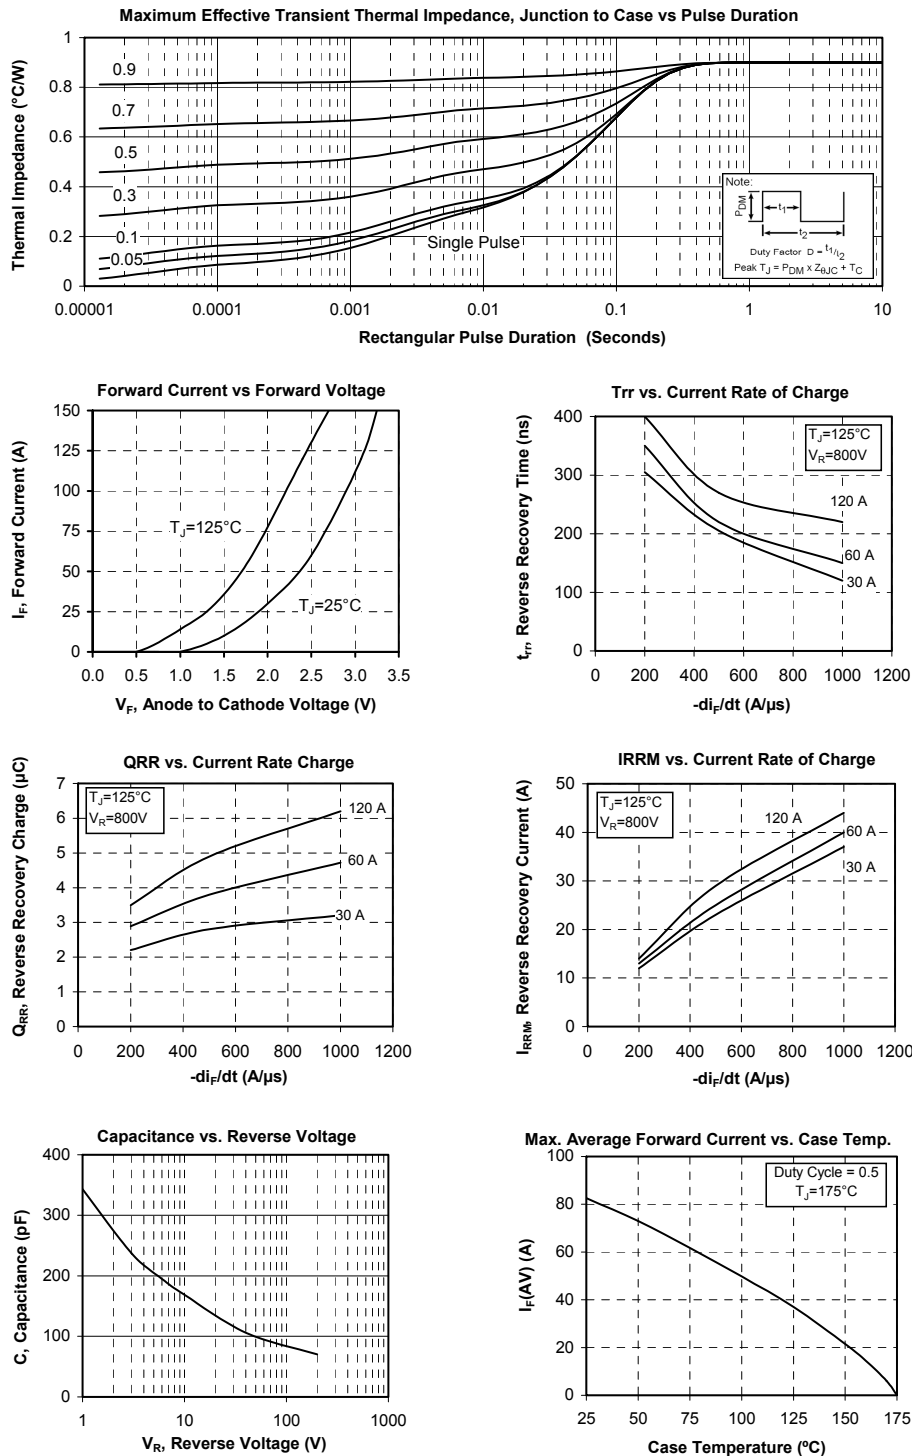 Maximum Effective Transient Thermal Impedance, Junction to Case vs Pulse Duration
Thermal Impedance (°C/W)
1
0.8
0.6
0.4
0.2
0
0.9
0.7
0.5
0.3
0.1
0.05
Single Pulse
Note:
PDM
t1
t2
Duty Factor D = t1/t2
Peak TJ = PDM x ZθJC + TC
0.00001 0.0001 0.001 0.01 0.1 1 10
Rectangular Pulse Duration (Seconds)
Forward Current vs Forward Voltage
IF, Forward Current (A)
150
125
100
75
50
25
0
TJ=125°C
TJ=25°C
0.0 0.5 1.0 1.5 2.0 2.5 3.0 3.5
VF, Anode to Cathode Voltage (V)
Trr vs. Current Rate of Charge
trr, Reverse Recovery Time (ns)
400
300
200
100
0
TJ=125°C
VR=800V
120 A
60 A
30 A
0 200 400 600 800 1000 1200
-diF/dt (A/µs)
QRR vs. Current Rate Charge
QRR, Reverse Recovery Charge (µC)
7
6
5
4
3
2
1
0
TJ=125°C
VR=800V
120 A
60 A
30 A
0 200 400 600 800 1000 1200
-diF/dt (A/µs)
IRRM vs. Current Rate of Charge
IRRM, Reverse Recovery Current (A)
50
40
30
20
10
0
TJ=125°C
VR=800V
120 A
60 A
30 A
0 200 400 600 800 1000 1200
-diF/dt (A/µs)
Capacitance vs. Reverse Voltage
C, Capacitance (pF)
400
300
200
100
0
1 10 100 1000
VR, Reverse Voltage (V)
Max. Average Forward Current vs. Case Temp.
IF(AV) (A)
100
80
60
40
20
0
Duty Cycle = 0.5
TJ=175°C
25 50 75 100 125 150 175
Case Temperature (ºC)